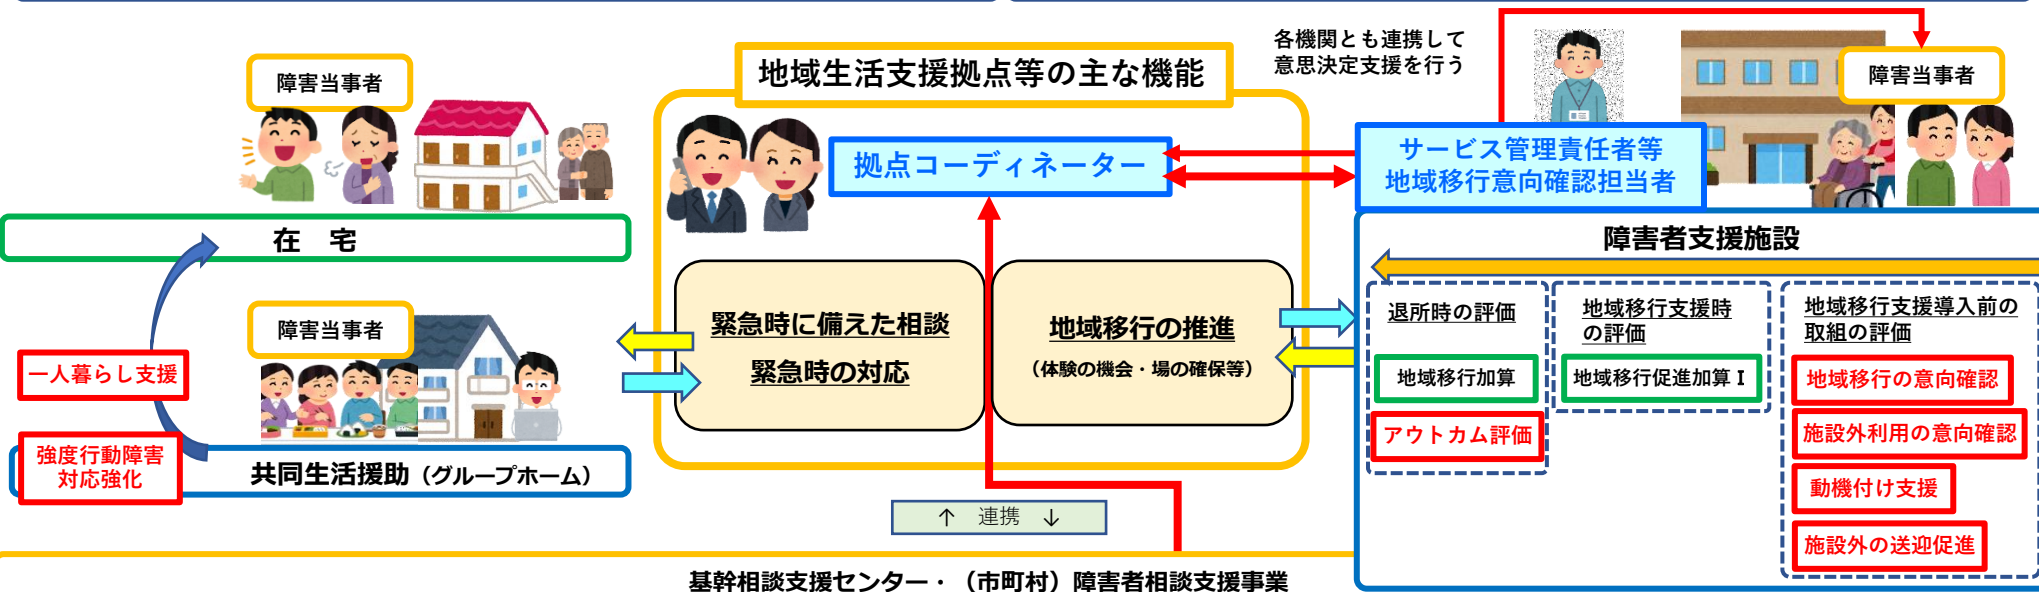 障害当事者
在　宅
障害当事者
一人暮らし支援
強度行動障害
対応強化
共同生活援助（グループホーム）
地域生活支援拠点等の主な機能
拠点コーディネーター
緊急時に備えた相談
緊急時の対応
地域移行の推進
（体験の機会・場の確保等）
↑　連携　↓
基幹相談支援センター・（市町村）障害者相談支援事業
各機関とも連携して
意思決定支援を行う
サービス管理責任者等
地域移行意向確認担当者
障害当事者
障害者支援施設
退所時の評価
地域移行加算
アウトカム評価
地域移行支援時
の評価
地域移行促進加算Ⅰ
地域移行支援導入前の
取組の評価
地域移行の意向確認
施設外利用の意向確認
動機付け支援
施設外の送迎促進